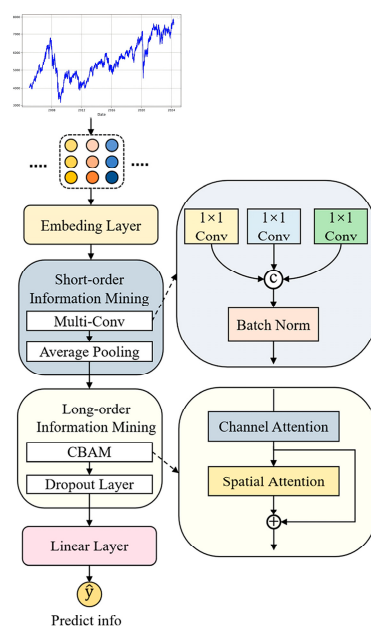 Date
....
....
Embeding Layer
Short-order
Information Mining
Multi-Conv
Average Pooling
1×1
Conv
1×1
Conv
1×1
Conv
c
Batch Norm
Long-order
Information Mining
CBAM
Dropout Layer
Channel Attention
Spatial Attention
+
Linear Layer
ŷ
Predict info